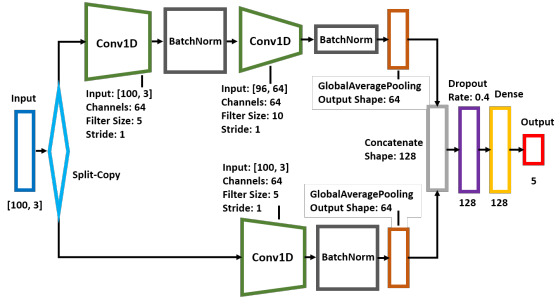 Conv1D
BatchNorm
Conv1D
BatchNorm
Input: [100, 3]
Channels: 64
Filter Size: 5
Stride: 1
Input: [96, 64]
Channels: 64
Filter Size: 10
Stride: 1
GlobalAveragePooling
Output Shape: 64
Dropout
Rate: 0.4
Dense
Input
Output
Concatenate
Shape: 128
Split-Copy
[100, 3]
Input: [100, 3]
Channels: 64
Filter Size: 5
Stride: 1
GlobalAveragePooling
Output Shape: 64
128
128
5
Conv1D
BatchNorm